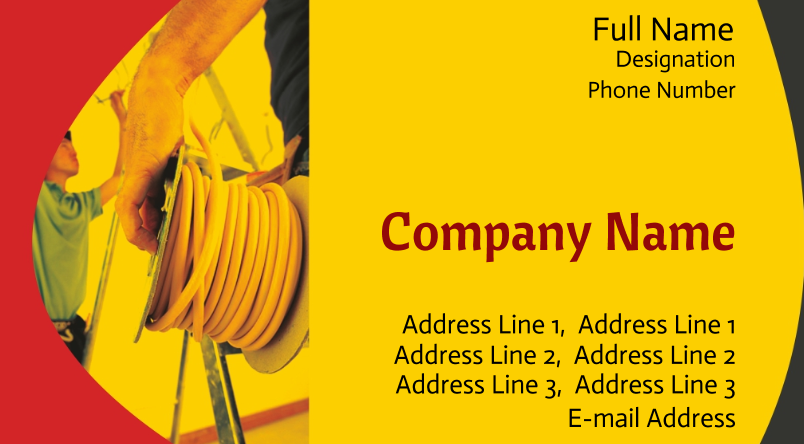 Full Name
Designation
Phone Number
Company Name
Address Line 1,  Address Line 1
Address Line 2,  Address Line 2
Address Line 3,  Address Line 3
E-mail Address